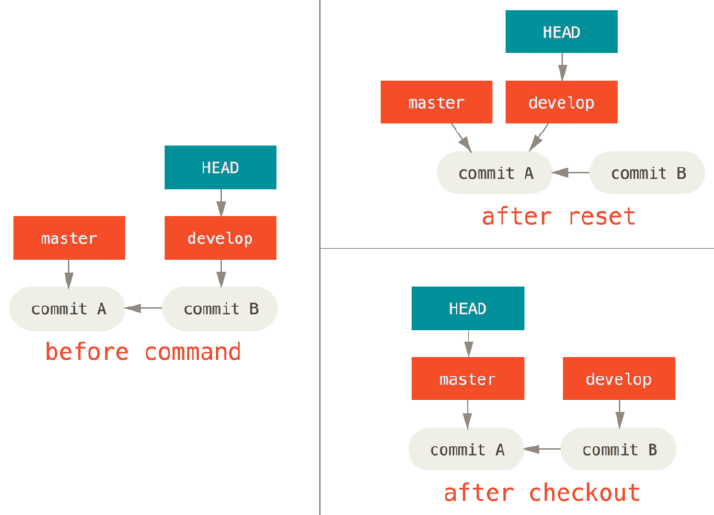 HEAD
master
develop
commit A
commit B
before command
HEAD
master
develop
commit A
commit B
after reset
HEAD
master
develop
commit A
commit B
after checkout